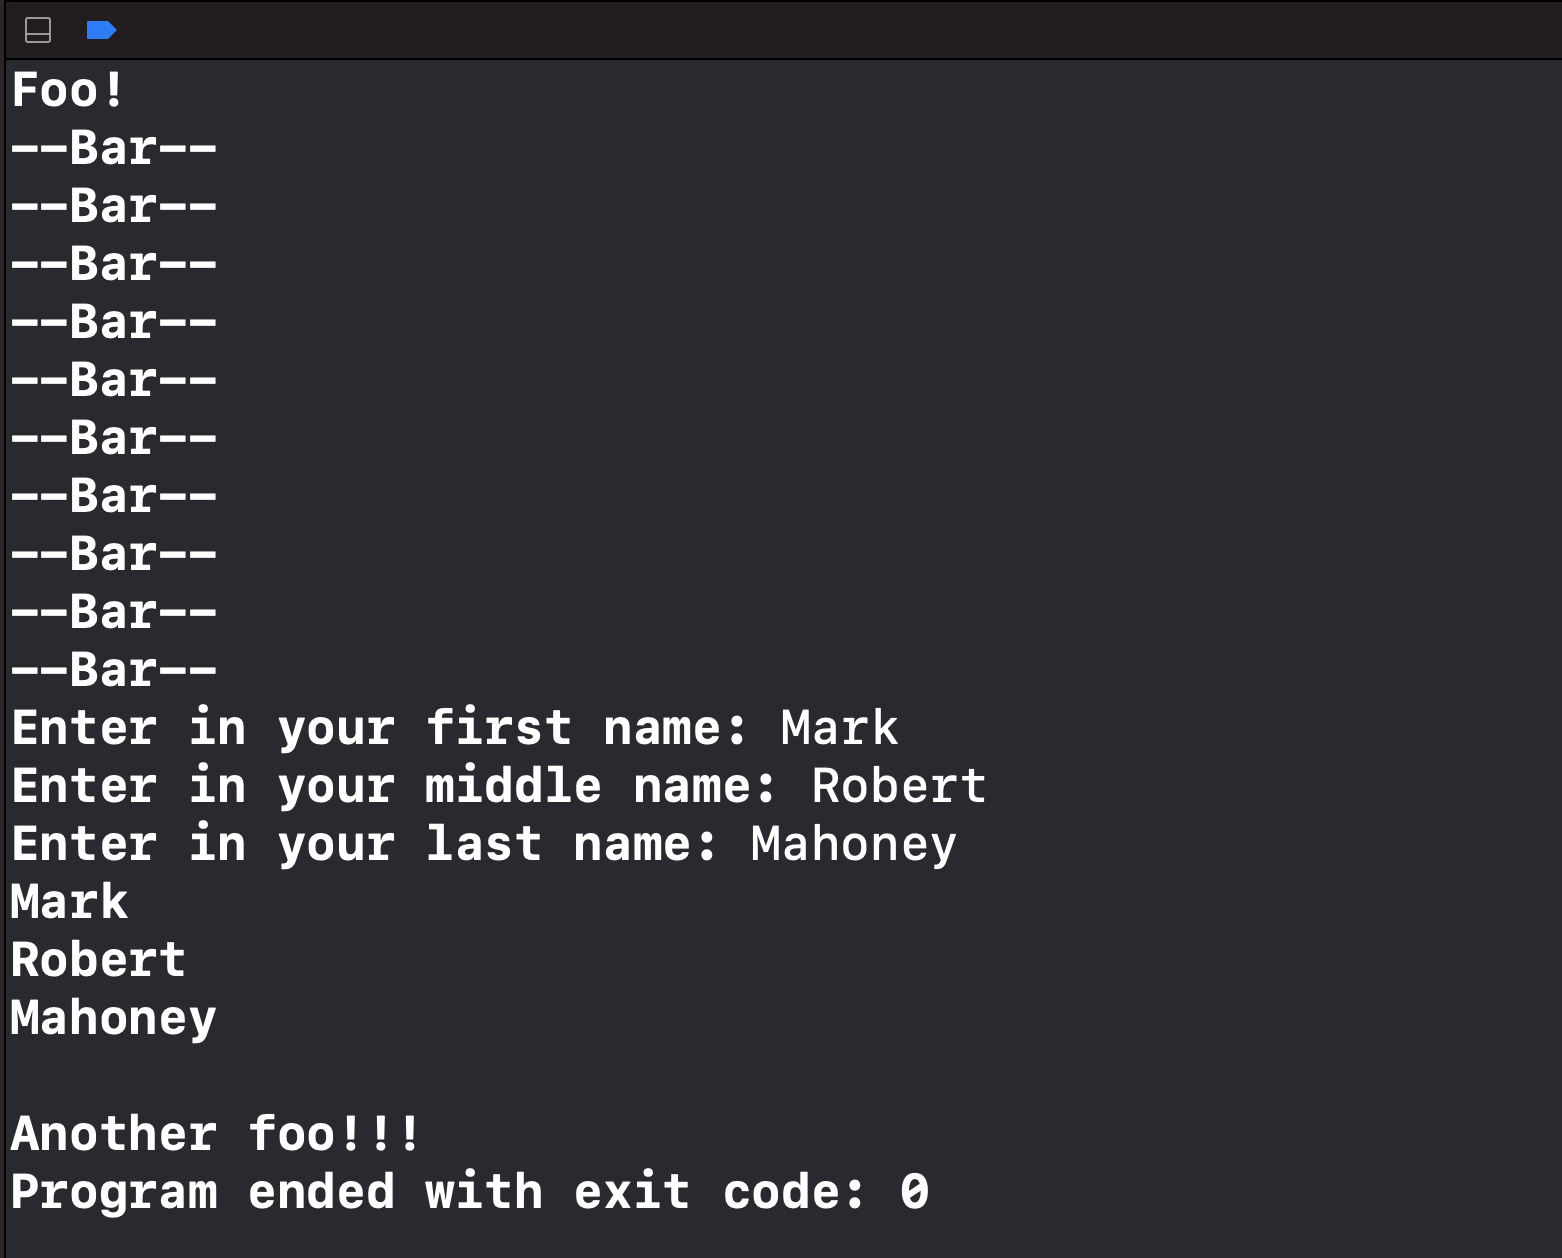 Foo!
--Bar--
--Bar--
--Bar--
--Bar--
--Bar--
--Bar--
--Bar--
--Bar--
--Bar--
--Bar--
Enter in your first name: Mark
Enter in your middle name: Robert
Enter in your last name: Mahoney
Mark
Robert
Mahoney

Another foo!!!
Program ended with exit code: 0